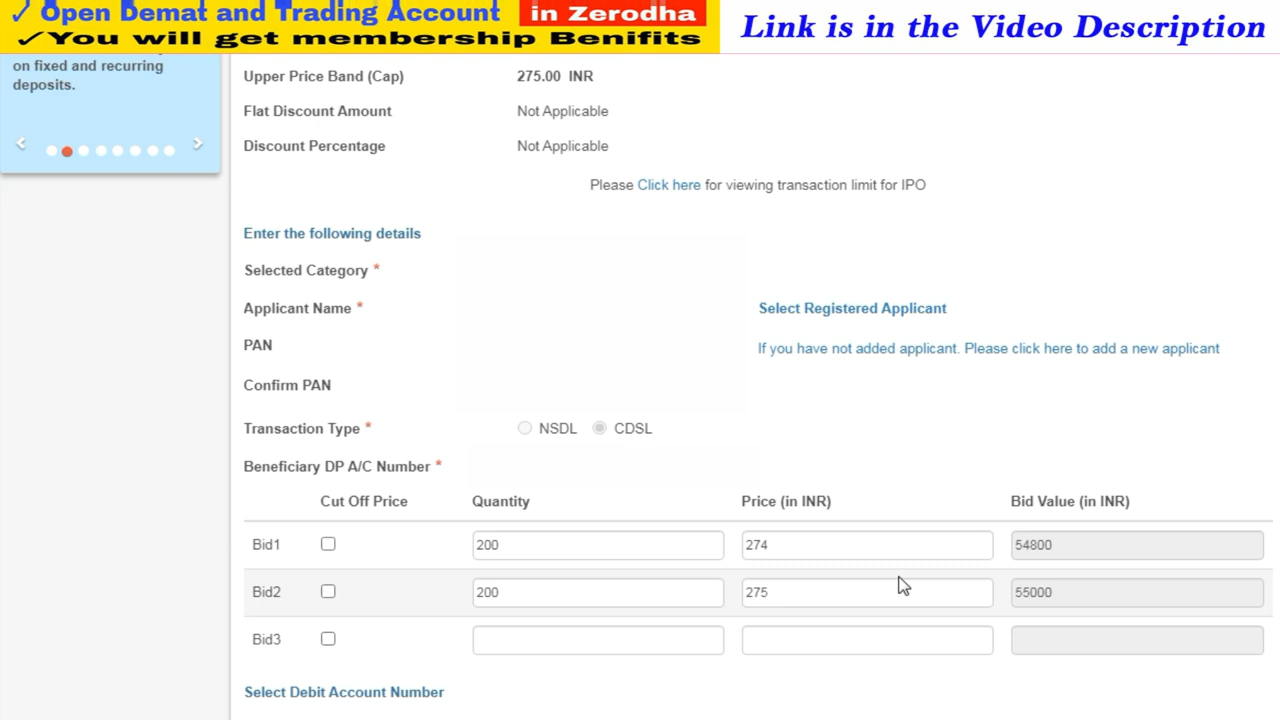 ✓ Open Demat and Trading Account in Zerodha
✓You will get membership Benifits
Link is in the Video Description
on fixed and recurring
deposits.
Upper Price Band (Cap) 275.00 INR
Flat Discount Amount Not Applicable
Discount Percentage Not Applicable
Please Click here for viewing transaction limit for IPO
Enter the following details
Selected Category *
Applicant Name * Select Registered Applicant
PAN If you have not added applicant. Please click here to add a new applicant
Confirm PAN
Transaction Type * NSDL CDSL
Beneficiary DP A/C Number *
Cut Off Price Quantity Price (in INR) Bid Value (in INR)
Bid1 200 274 54800
Bid2 200 275 55000
Bid3
Select Debit Account Number